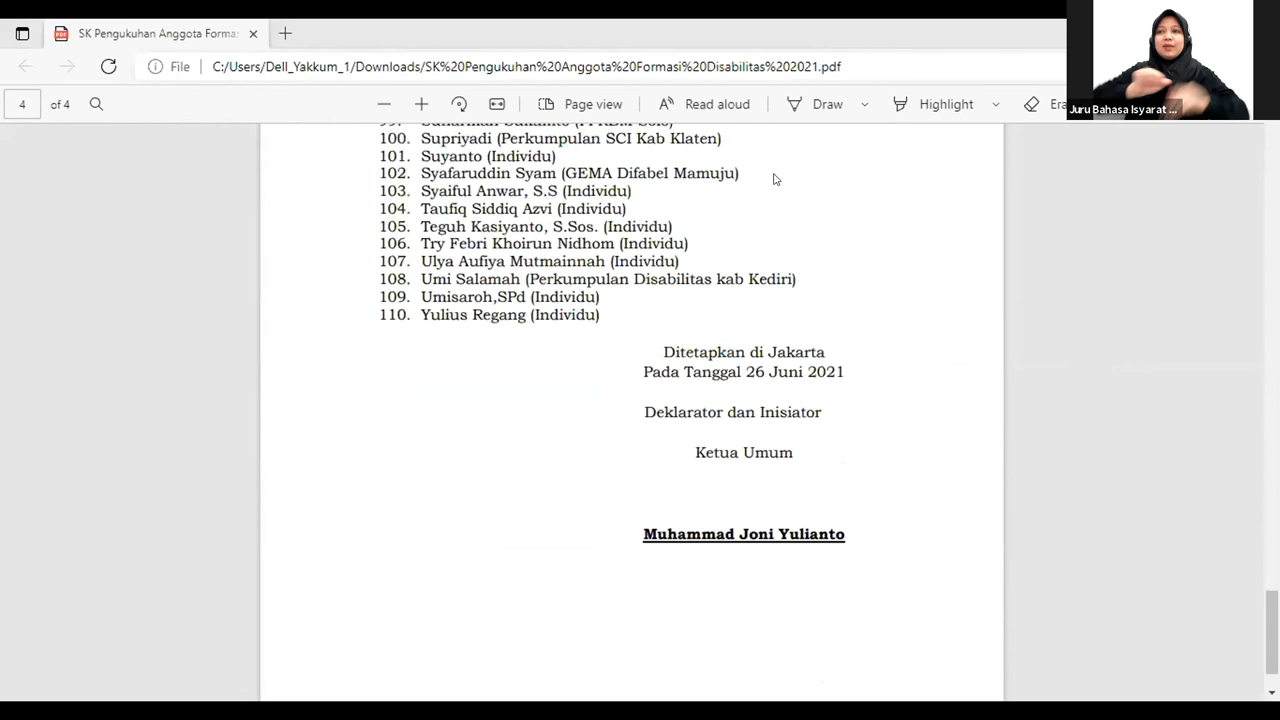 SK Pengukuhan Anggota Forma
File
C:/Users/Dell_Yakkum_1/Downloads/SK%20Pengukuhan%20Anggota%20Formasi%20Disabilitas%202021.pdf
Juru Bahasa Isyarat ...
4 of 4
Page view
Read aloud
Draw
Highlight
Era
100. Supriyadi (Perkumpulan SCI Kab Klaten)
101. Suyanto (Individu)
102. Syafaruddin Syam (GEMA Difabel Mamuju)
103. Syaiful Anwar, S.S (Individu)
104. Taufiq Siddiq Azvi (Individu)
105. Teguh Kasiyanto, S.Sos. (Individu)
106. Try Febri Khoirun Nidhom (Individu)
107. Ulya Aufiya Mutmainnah (Individu)
108. Umi Salamah (Perkumpulan Disabilitas kab Kediri)
109. Umisaroh,SPd (Individu)
110. Yulius Regang (Individu)
Ditetapkan di Jakarta
Pada Tanggal 26 Juni 2021
Deklarator dan Inisiator
Ketua Umum
Muhammad Joni Yulianto